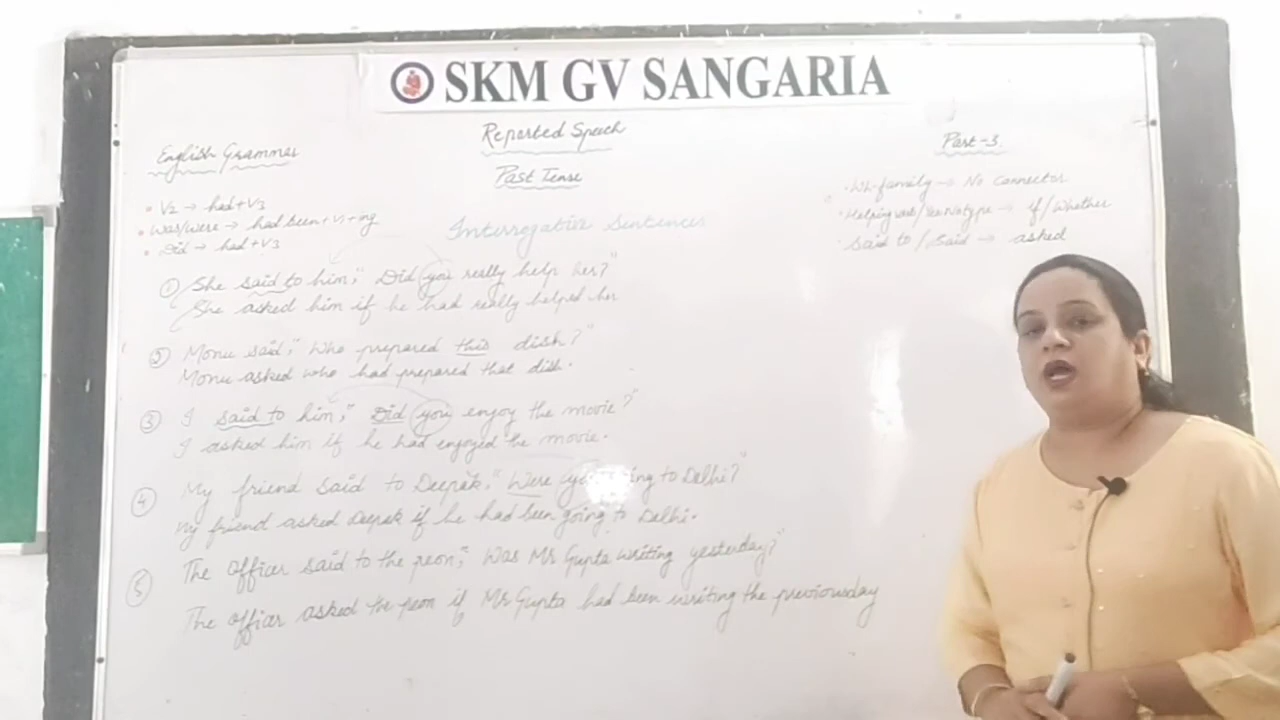 SKM GV SANGARIA
Reported Speech
English Grammar
Part-3
Past Tense
V2 → had+V3
Was/were → had been+V1+ing
Did → had+V3
Wh-family → No Connector
Helping verb/ → if/whether
Said to/Said → asked
Interrogative Sentences
① She said to him, "Did you really help her?"
She asked him if he had really helped her
② Monu said, "Who prepared this dish?"
Monu asked who had prepared that dish.
③ I said to him, "Did you enjoy the movie?"
I asked him if he had enjoyed the movie.
④ My friend said to Deepak, "Were you going to Delhi?"
My friend asked Deepak if he had been going to Delhi.
⑤ The officer said to the peon, "Was Mr Gupta writing yesterday?"
The officer asked the peon if Mr Gupta had been writing the previous day